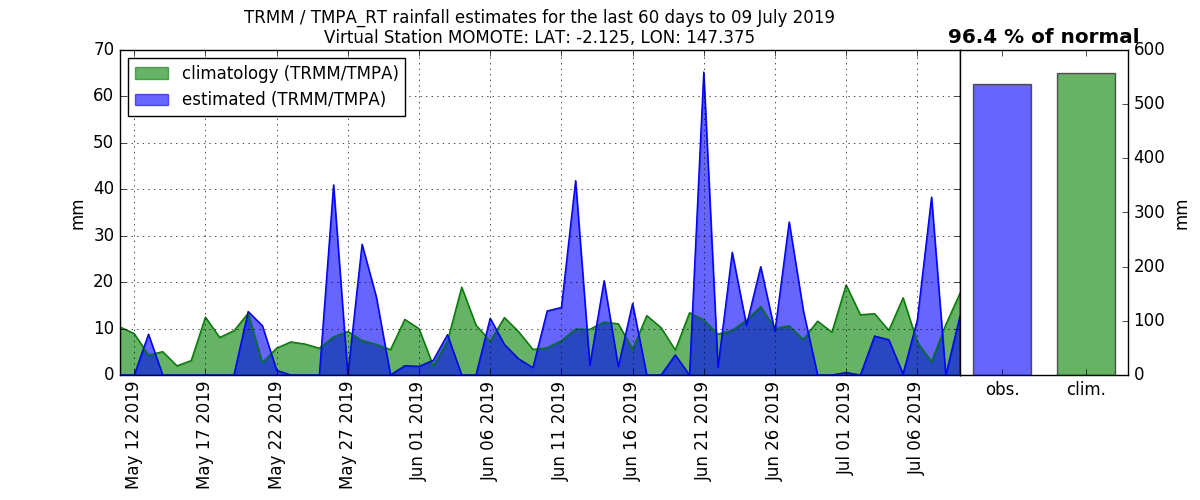 TRMM / TMPA_RT rainfall estimates for the last 60 days to 09 July 2019
Virtual Station MOMOTE: LAT: -2.125, LON: 147.375
96.4 % of normal
climatology (TRMM/TMPA)
estimated (TRMM/TMPA)
mm
70
60
50
40
30
20
10
0
May 12 2019
May 17 2019
May 22 2019
May 27 2019
Jun 01 2019
Jun 06 2019
Jun 11 2019
Jun 16 2019
Jun 21 2019
Jun 26 2019
Jul 01 2019
Jul 06 2019
600
500
400
300
200
100
0
mm
obs.
clim.